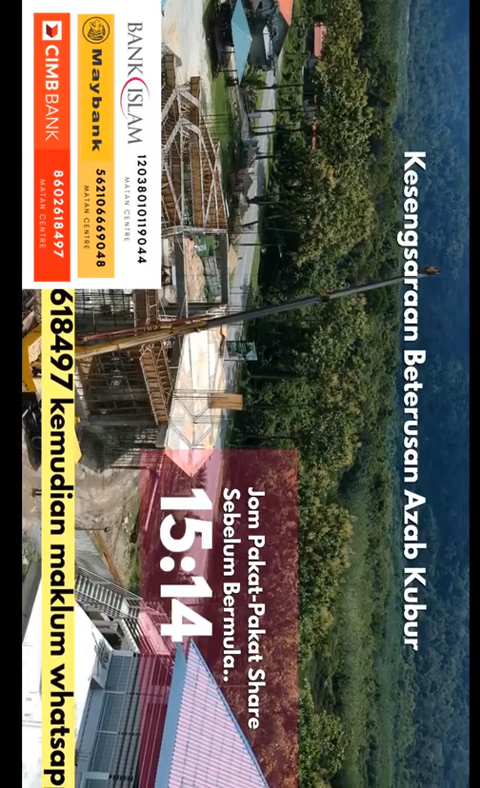 Kesengsaraan Beterusan Azab Kubur
Jom Pakat-Pakat Share
Sebelum Bermula..
15:14
BANK ISLAM
12038010119044
MATAN CENTRE
Maybank
562106669048
MATAN CENTRE
CIMB BANK
8602618497
MATAN CENTRE
618497 kemudian maklum whatsap